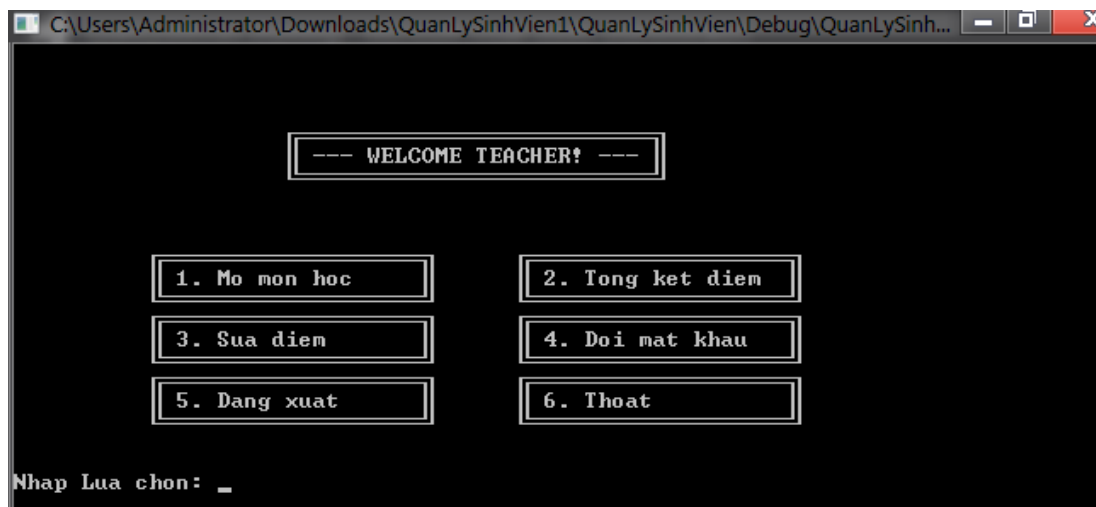 C:\Users\Administrator\Downloads\QuanLySinhVien1\QuanLySinhVien\Debug\QuanLySinh...
--- WELCOME TEACHER! ---
1. Mo mon hoc 2. Tong ket diem
3. Sua diem 4. Doi mat khau
5. Dang xuat 6. Thoat
Nhap Lua chon: _